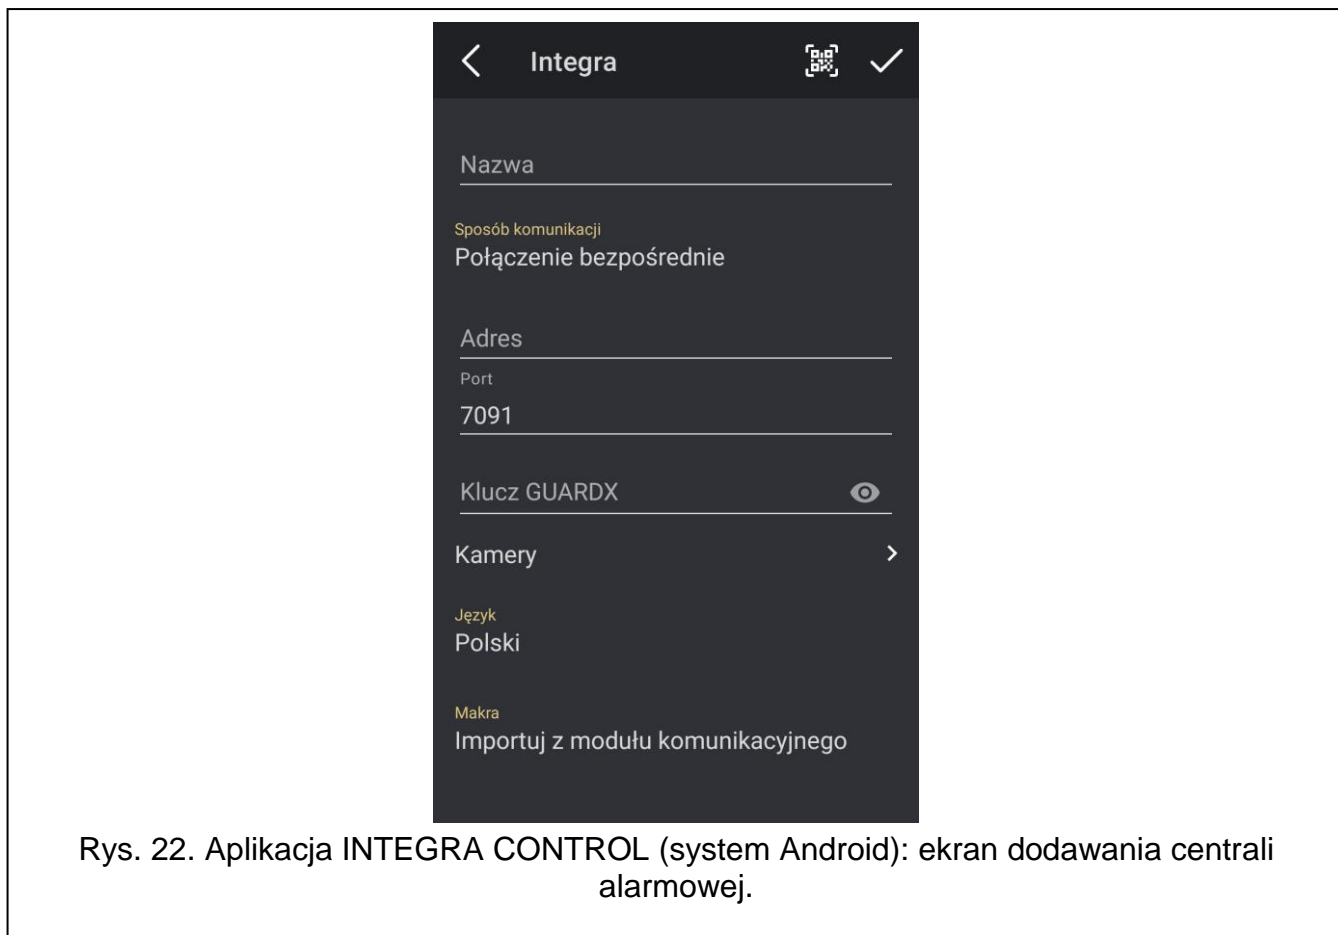 Integra
Nazwa
Sposób komunikacji
Połączenie bezpośrednie
Adres
Port
7091
Klucz GUARDX
Kamery
Język
Polski
Makra
Importuj z modułu komunikacyjnego
Rys. 22. Aplikacja INTEGRA CONTROL (system Android): ekran dodawania centrali
alarmowej.